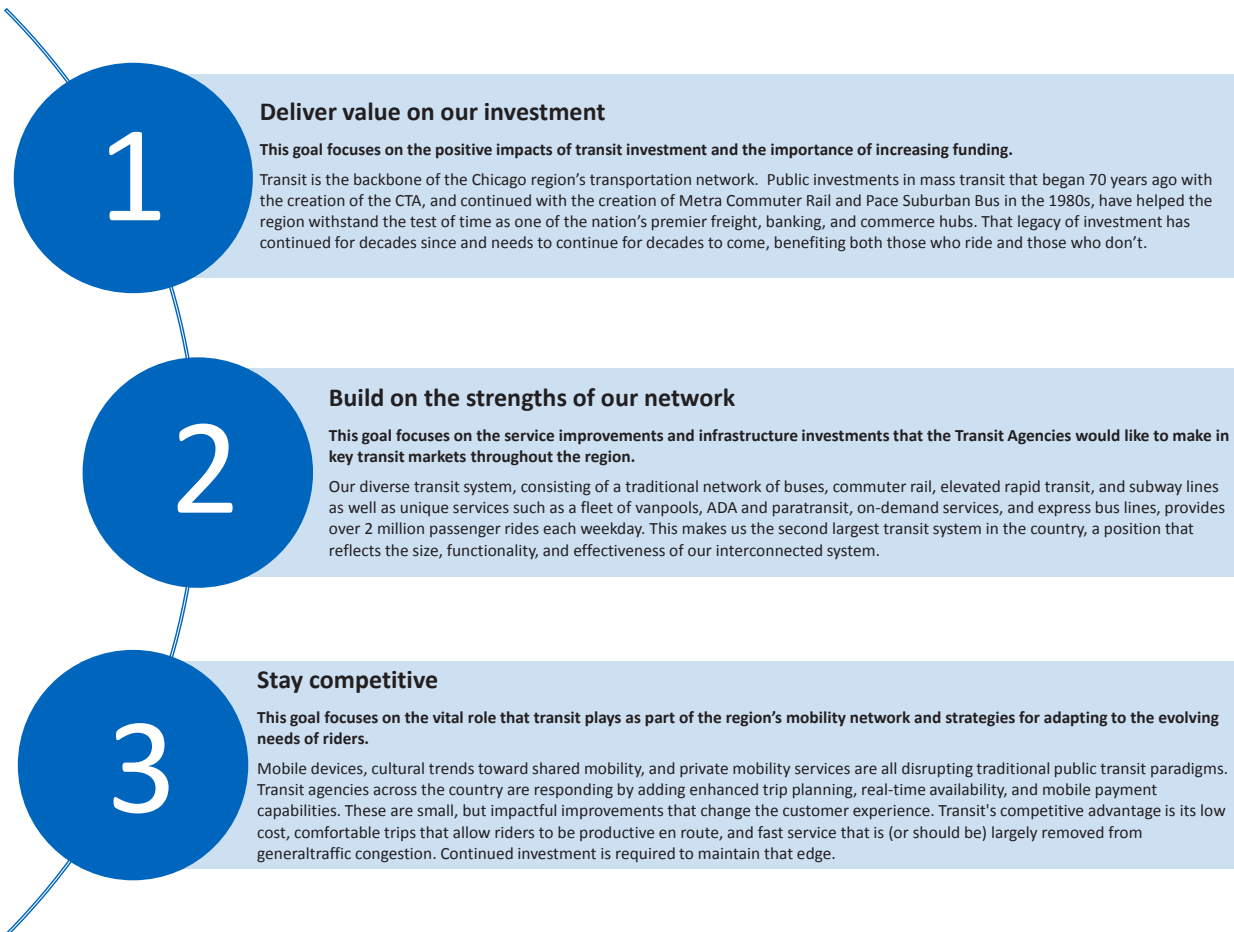 1
Deliver value on our investment
This goal focuses on the positive impacts of transit investment and the importance of increasing funding.
Transit is the backbone of the Chicago region’s transportation network.  Public investments in mass transit that began 70 years ago with
the creation of the CTA, and continued with the creation of Metra Commuter Rail and Pace Suburban Bus in the 1980s, have helped the
region withstand the test of time as one of the nation’s premier freight, banking, and commerce hubs. That legacy of investment has
continued for decades since and needs to continue for decades to come, benefiting both those who ride and those who don’t.
2
Build on the strengths of our network
This goal focuses on the service improvements and infrastructure investments that the Transit Agencies would like to make in
key transit markets throughout the region.
Our diverse transit system, consisting of a traditional network of buses, commuter rail, elevated rapid transit, and subway lines
as well as unique services such as a fleet of vanpools, ADA and paratransit, on-demand services, and express bus lines, provides
over 2 million passenger rides each weekday. This makes us the second largest transit system in the country, a position that
reflects the size, functionality, and effectiveness of our interconnected system.
3
Stay competitive
This goal focuses on the vital role that transit plays as part of the region’s mobility network and strategies for adapting to the evolving
needs of riders.
Mobile devices, cultural trends toward shared mobility, and private mobility services are all disrupting traditional public transit paradigms.
Transit agencies across the country are responding by adding enhanced trip planning, real-time availability, and mobile payment
capabilities. These are small, but impactful improvements that change the customer experience. Transit's competitive advantage is its low
cost, comfortable trips that allow riders to be productive en route, and fast service that is (or should be) largely removed from
generaltraffic congestion. Continued investment is required to maintain that edge.